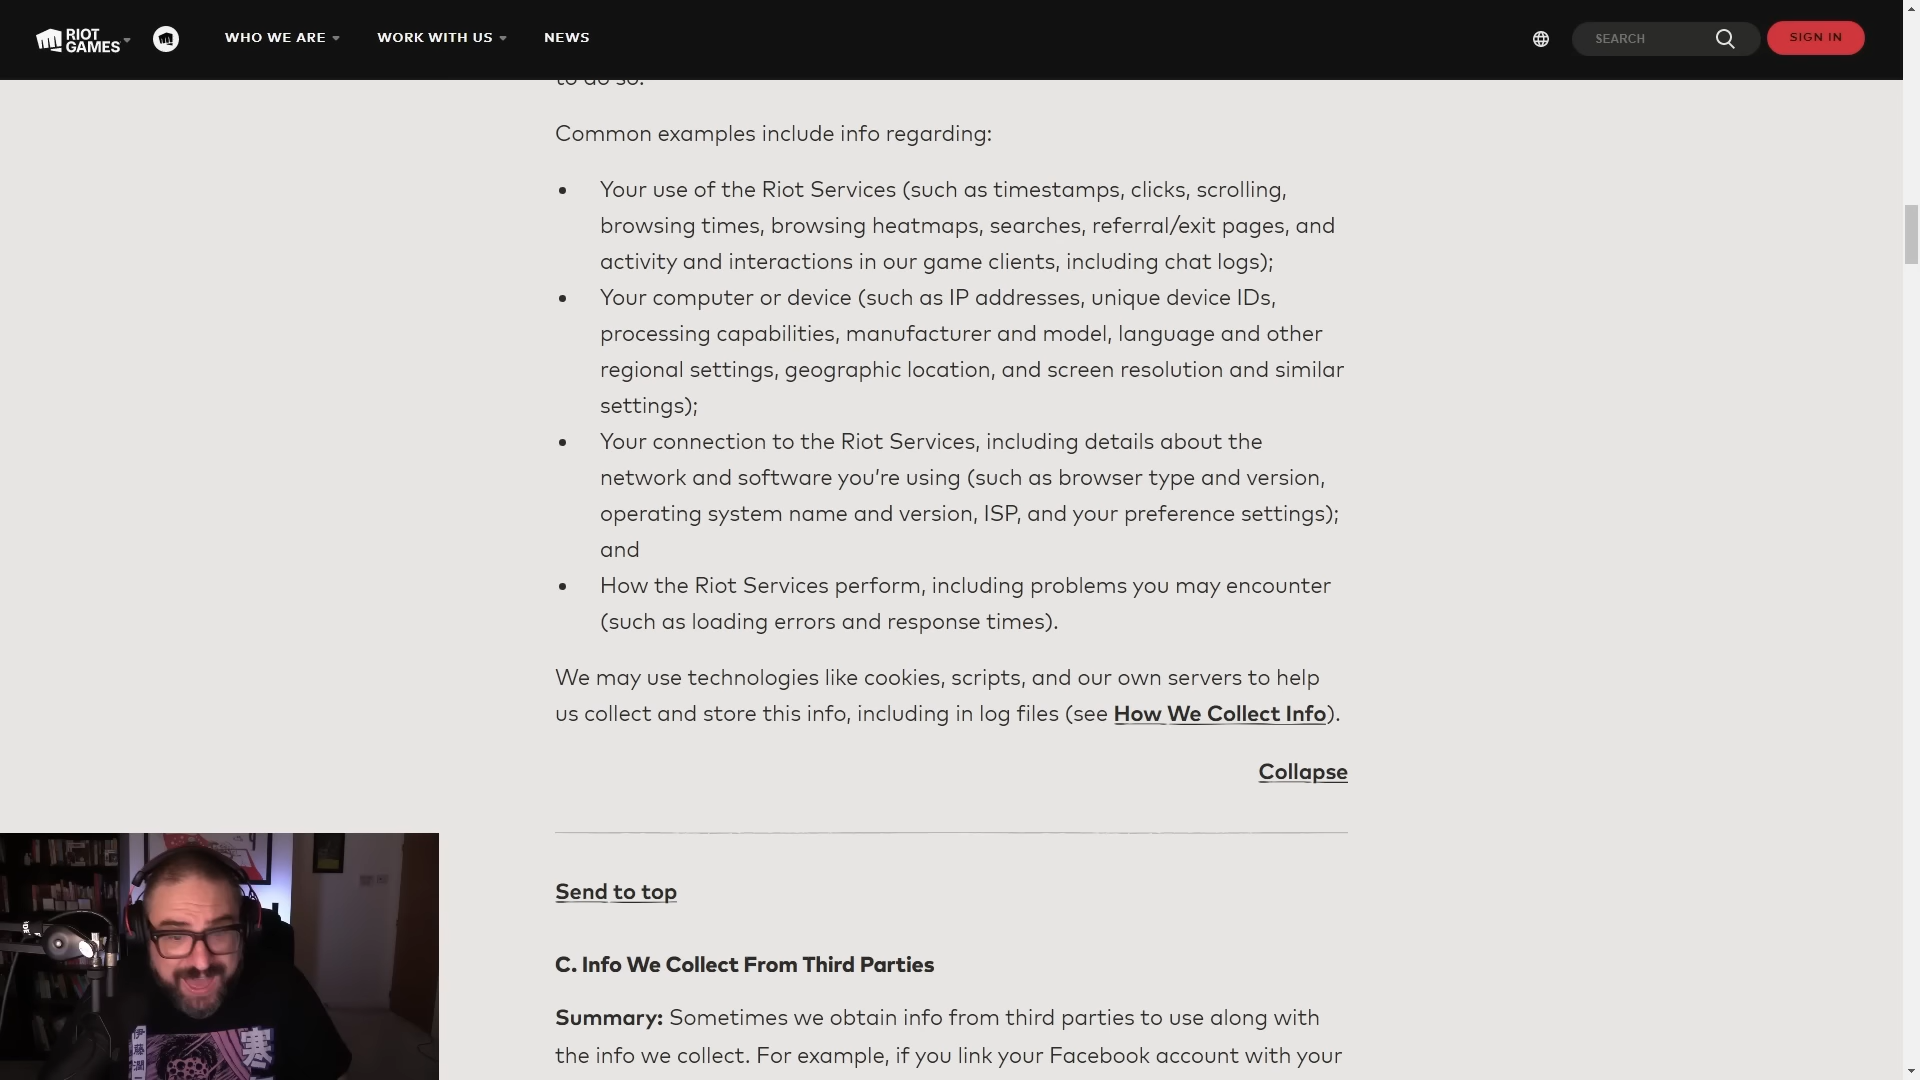 RIOT
GAMES
WHO WE ARE
WORK WITH US
NEWS
SEARCH
SIGN IN
to do so.
Common examples include info regarding:
• Your use of the Riot Services (such as timestamps, clicks, scrolling,
browsing times, browsing heatmaps, searches, referral/exit pages, and
activity and interactions in our game clients, including chat logs);
• Your computer or device (such as IP addresses, unique device IDs,
processing capabilities, manufacturer and model, language and other
regional settings, geographic location, and screen resolution and similar
settings);
• Your connection to the Riot Services, including details about the
network and software you’re using (such as browser type and version,
operating system name and version, ISP, and your preference settings);
and
• How the Riot Services perform, including problems you may encounter
(such as loading errors and response times).
We may use technologies like cookies, scripts, and our own servers to help
us collect and store this info, including in log files (see How We Collect Info).
Collapse
Send to top
C. Info We Collect From Third Parties
Summary: Sometimes we obtain info from third parties to use along with
the info we collect. For example, if you link your Facebook account with your
伊藤潤二
寒